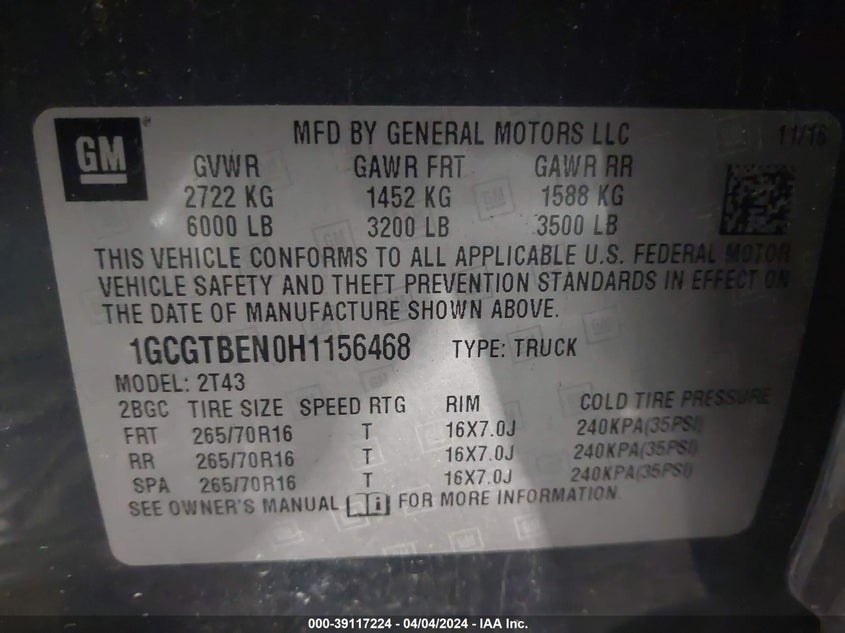 GM
MFD BY GENERAL MOTORS LLC 11/16
GVWR GAWR FRT GAWR RR
2722 KG 1452 KG 1588 KG
6000 LB 3200 LB 3500 LB
THIS VEHICLE CONFORMS TO ALL APPLICABLE U.S. FEDERAL MOTOR
VEHICLE SAFETY AND THEFT PREVENTION STANDARDS IN EFFECT ON
THE DATE OF MANUFACTURE SHOWN ABOVE.
1GCGTBEN0H1156468 TYPE: TRUCK
MODEL: 2T43
2BGC TIRE SIZE SPEED RTG RIM COLD TIRE PRESSURE
FRT 265/70R16 T 16X7.0J 240KPA(35PSI)
RR 265/70R16 T 16X7.0J 240KPA(35PSI)
SPA 265/70R16 T 16X7.0J 240KPA(35PSI)
SEE OWNER'S MANUAL FOR MORE INFORMATION.
000-39117224 - 04/04/2024 - IAA Inc.